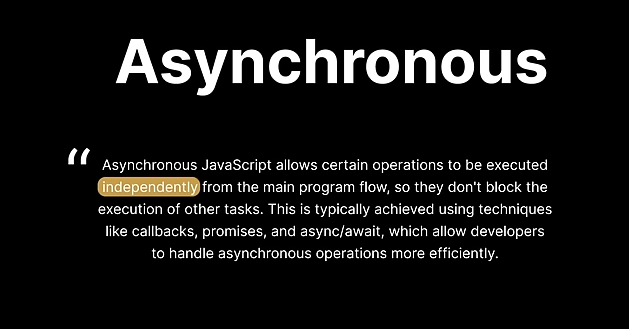 Asynchronous
“ Asynchronous JavaScript allows certain operations to be executed
independently from the main program flow, so they don't block the
execution of other tasks. This is typically achieved using techniques
like callbacks, promises, and async/await, which allow developers
to handle asynchronous operations more efficiently.